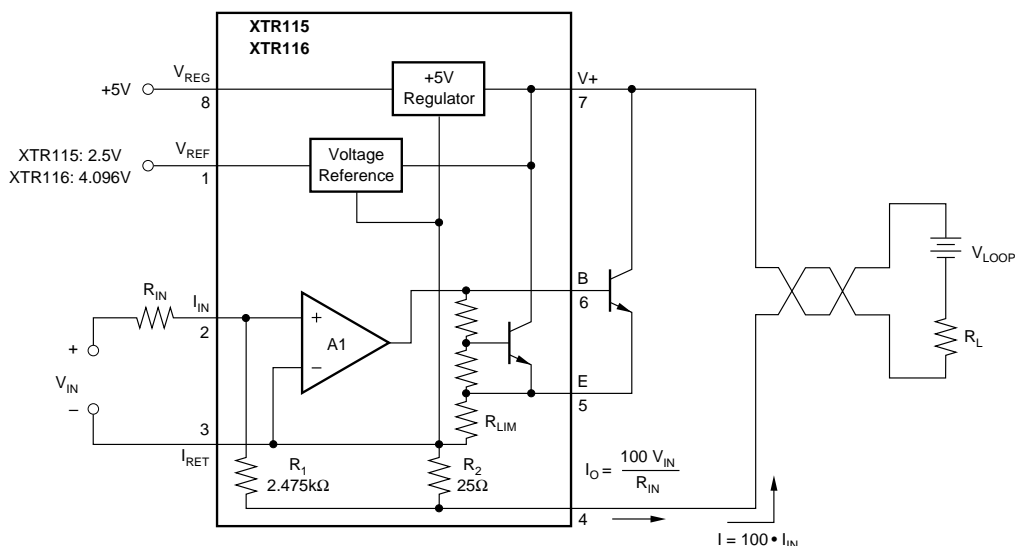 XTR115
XTR116
V_REG
+5V
8
+5V
Regulator
V+
7
V_REF
XTR115: 2.5V
XTR116: 4.096V
1
Voltage
Reference
V_LOOP
R_IN
I_IN
2
+
A1
–
B
6
R_L
+
V_IN
–
E
5
R_LIM
3
I_RET
R_1
2.475kΩ
R_2
25Ω
I_O = 100 V_IN / R_IN
4
I = 100 • I_IN